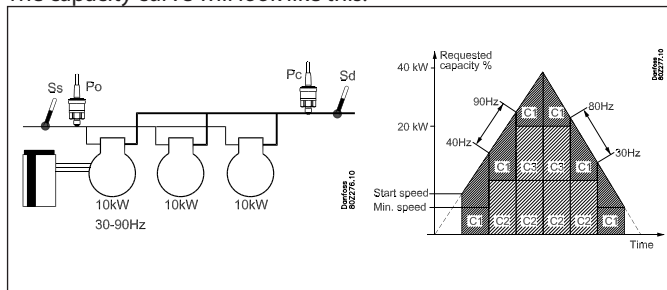 The capacity curve will look like this:
Ss
Po
Pc
Sd
10kW
10kW
10kW
30-90Hz
Danfoss
80Z276.10
Requested
capacity %
40 kW
20 kW
90Hz
40Hz
80Hz
30Hz
Start speed
Min. speed
C1
C1
C1
C3
C3
C1
C1
C2
C2
C2
C2
C1
Time
Danfoss
80Z277.10